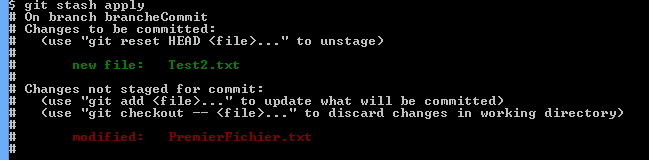 $ git stash apply
# On branch brancheCommit
# Changes to be committed:
#   (use "git reset HEAD <file>..." to unstage)
#
#       new file:   Test2.txt
#
# Changes not staged for commit:
#   (use "git add <file>..." to update what will be committed)
#   (use "git checkout -- <file>..." to discard changes in working directory)
#
#       modified:   PremierFichier.txt
#